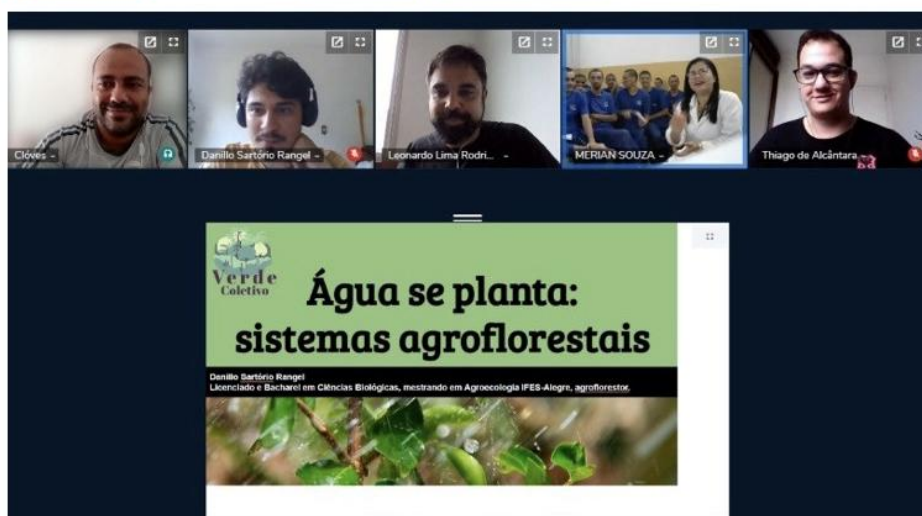 Clóves
Danillo Sartório Rangel
Leonardo Lima Rodri...
MERIAN SOUZA
Thiago de Alcântara
Verde
Coletivo
Água se planta:
sistemas agroflorestais
Danillo Sartório Rangel
Licenciado e Bacharel em Ciências Biológicas, mestrando em Agroecologia IFES-Alegre, agroflorestor.